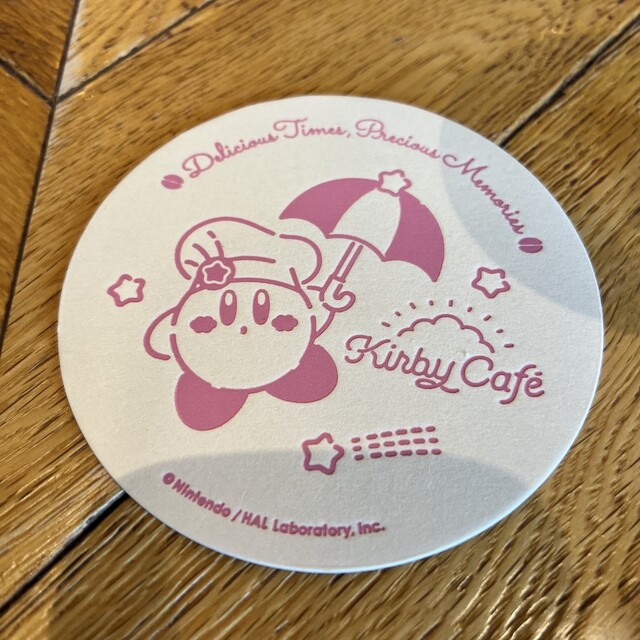 Delicious Times, Precious Memories
Kirby Café
©Nintendo / HAL Laboratory, Inc.